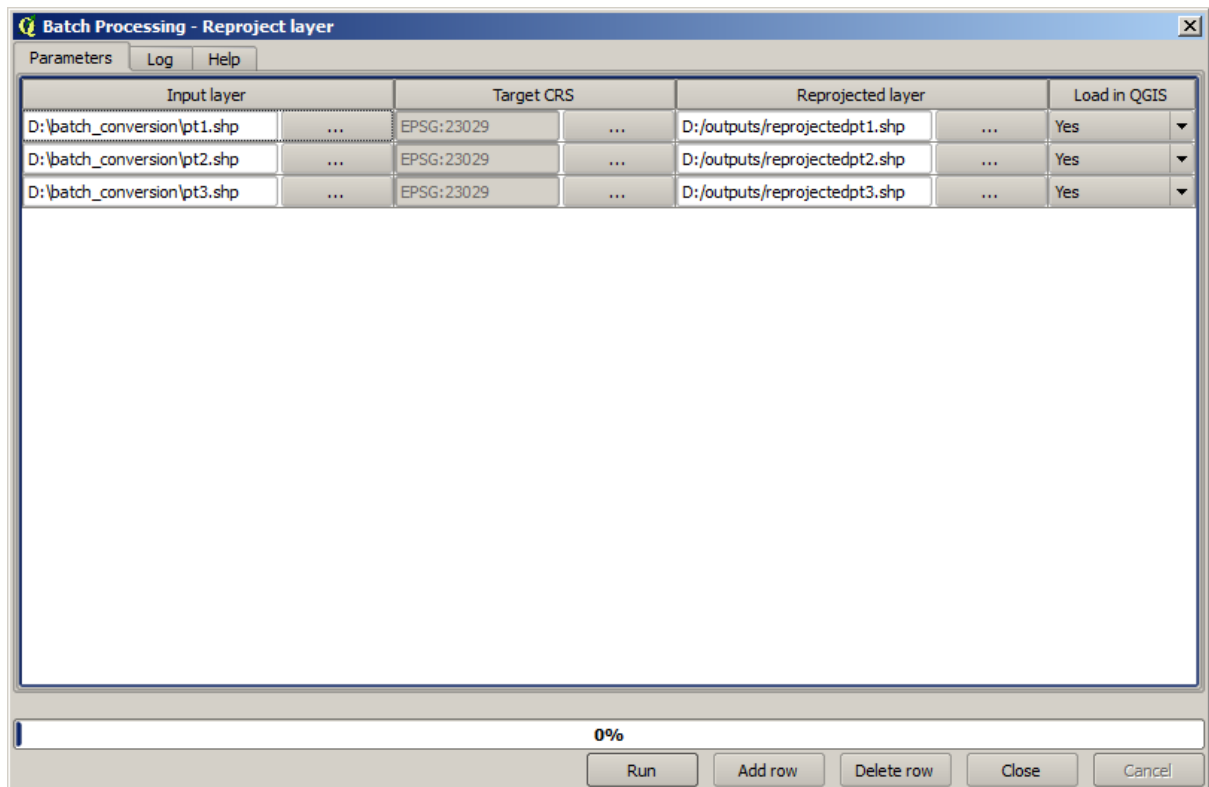 Batch Processing - Reproject layer
Parameters Log Help
Input layer Target CRS Reprojected layer Load in QGIS
D:\batch_conversion\pt1.shp ... EPSG:23029 ... D:/outputs/reprojectedpt1.shp ... Yes
D:\batch_conversion\pt2.shp ... EPSG:23029 ... D:/outputs/reprojectedpt2.shp ... Yes
D:\batch_conversion\pt3.shp ... EPSG:23029 ... D:/outputs/reprojectedpt3.shp ... Yes
0%
Run Add row Delete row Close Cancel